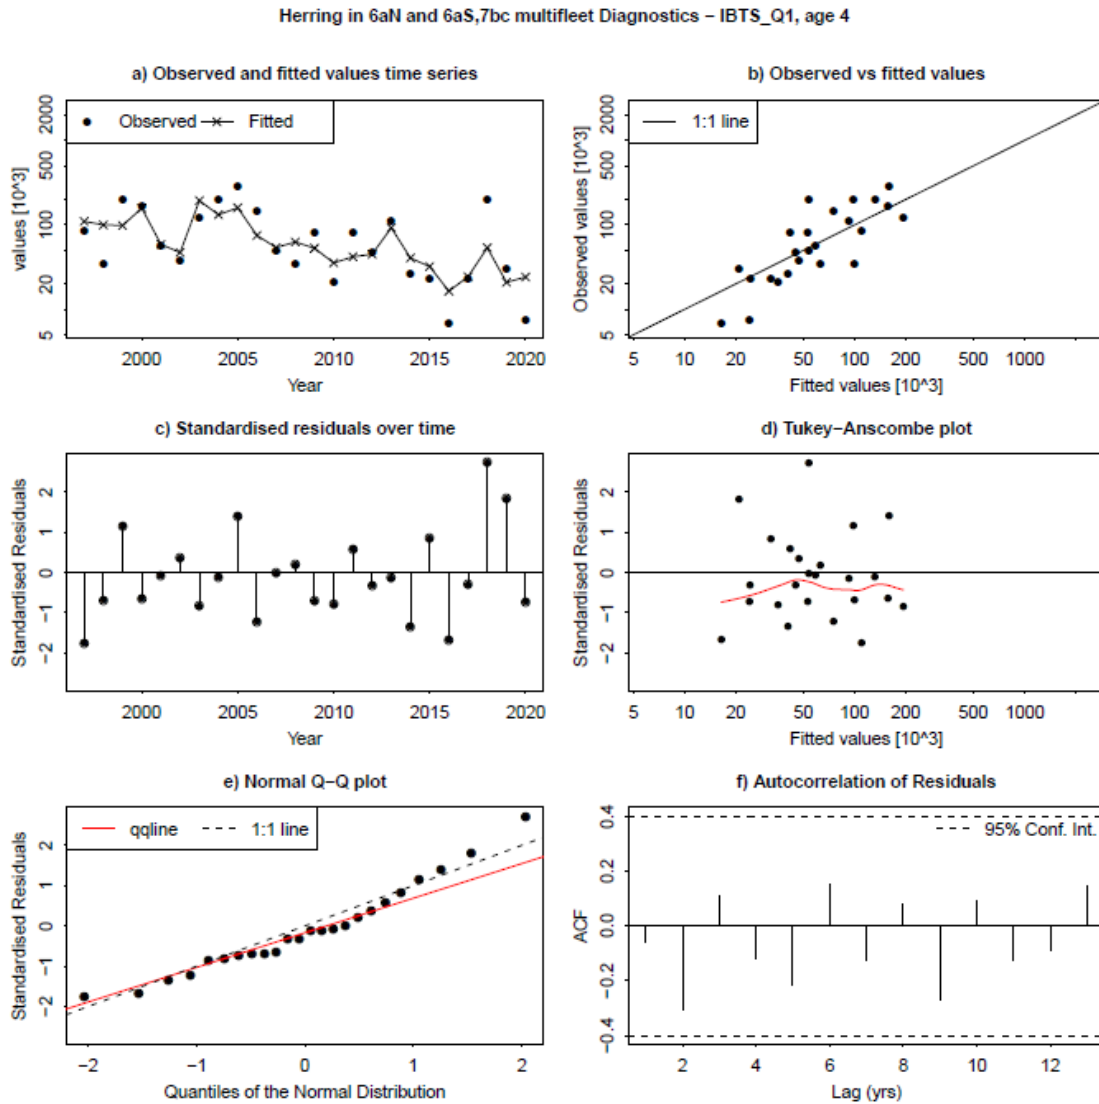 Herring in 6aN and 6aS,7bc multifleet Diagnostics − IBTS_Q1, age 4
a) Observed and fitted values time series
Observed Fitted
values [10^3]
2000
500
100
20
5
2000 2005 2010 2015 2020
Year
b) Observed vs fitted values
1:1 line
Observed values [10^3]
2000
500
100
20
5
5 10 20 50 100 200 500 1000
Fitted values [10^3]
c) Standardised residuals over time
Standardised Residuals
2
1
0
−1
−2
2000 2005 2010 2015 2020
Year
d) Tukey−Anscombe plot
Standardised Residuals
2
1
0
−1
−2
5 10 20 50 100 200 500 1000
Fitted values [10^3]
e) Normal Q−Q plot
qqline 1:1 line
Standardised Residuals
2
1
0
−1
−2
−2 −1 0 1 2
Quantiles of the Normal Distribution
f) Autocorrelation of Residuals
95% Conf. Int.
ACF
0.4
0.2
0.0
−0.2
−0.4
2 4 6 8 10 12
Lag (yrs)